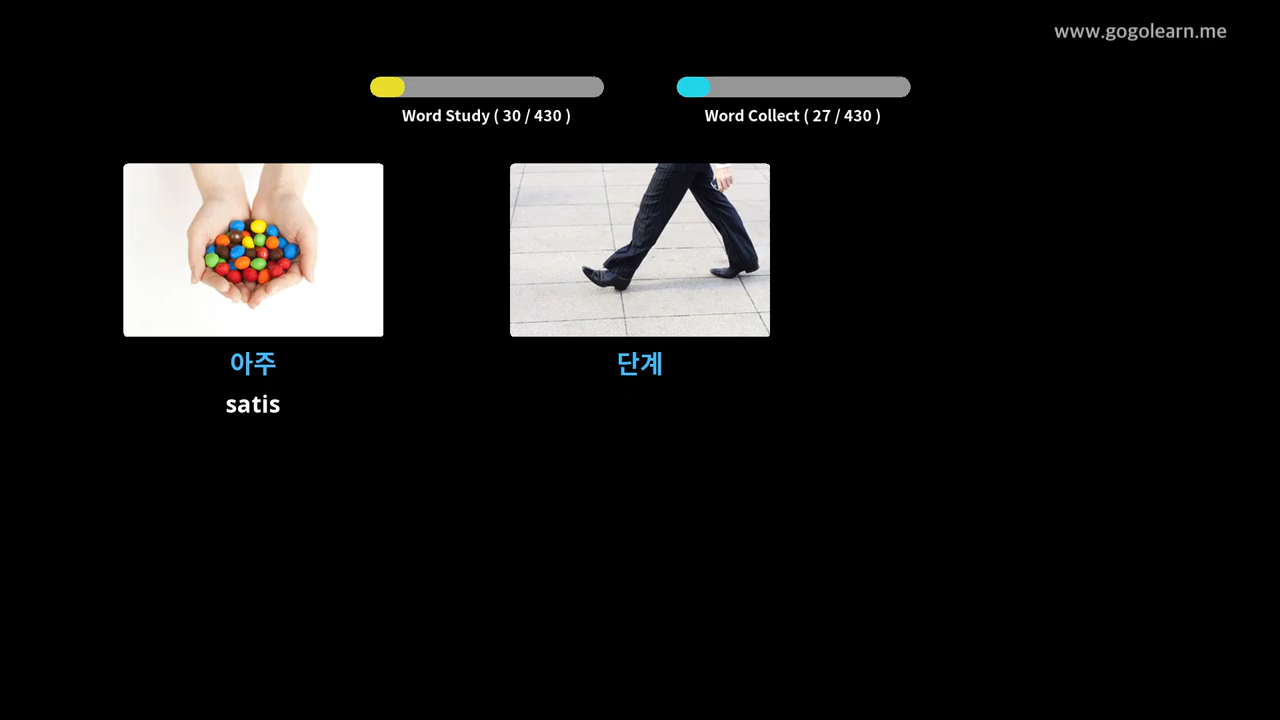 www.gogolearn.me
Word Study ( 30 / 430 )
Word Collect ( 27 / 430 )
아주
단계
satis